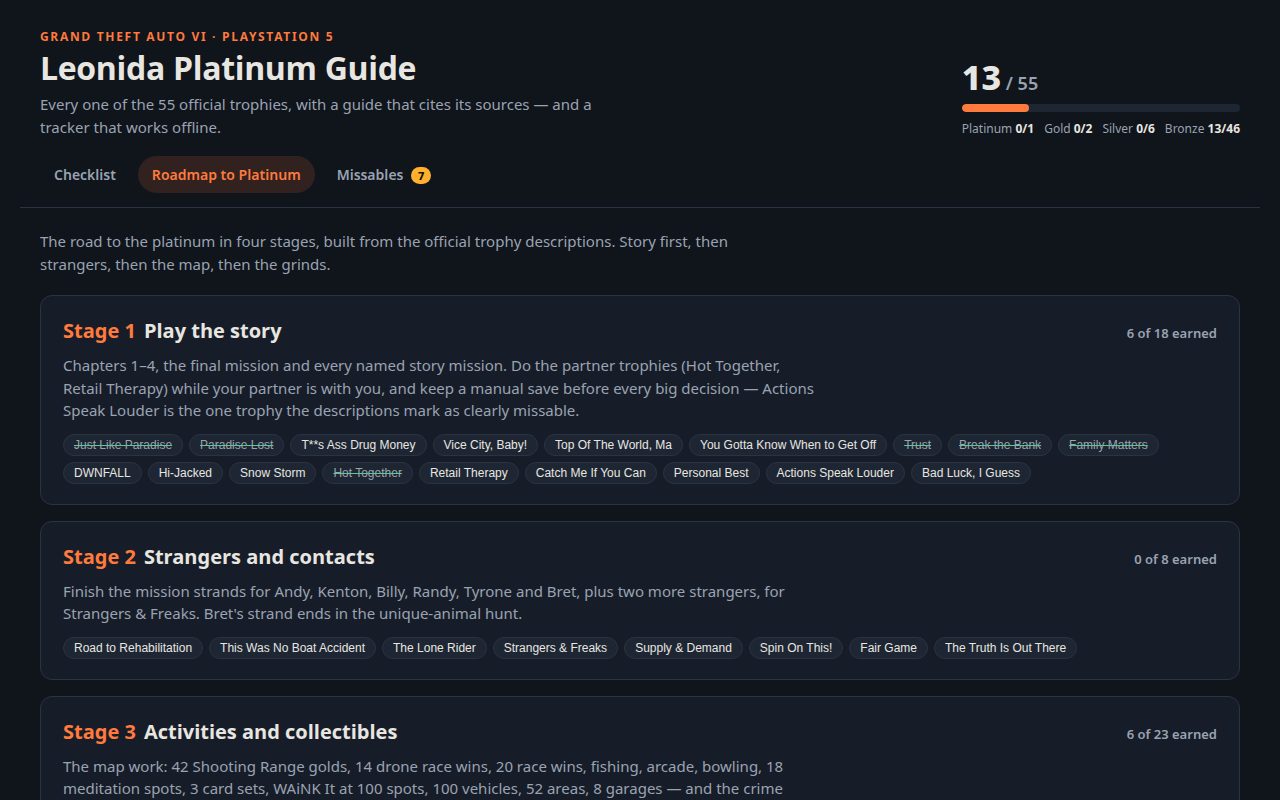 GRAND THEFT AUTO VI · PLAYSTATION 5
Leonida Platinum Guide
Every one of the 55 official trophies, with a guide that cites its sources — and a
tracker that works offline.
13 / 55
Platinum 0/1 Gold 0/2 Silver 0/6 Bronze 13/46
Checklist Roadmap to Platinum Missables 7
The road to the platinum in four stages, built from the official trophy descriptions. Story first, then
strangers, then the map, then the grinds.
Stage 1 Play the story 6 of 18 earned
Chapters 1–4, the final mission and every named story mission. Do the partner trophies (Hot Together,
Retail Therapy) while your partner is with you, and keep a manual save before every big decision — Actions
Speak Louder is the one trophy the descriptions mark as clearly missable.
Just Like Paradise Paradise Lost T**s Ass Drug Money Vice City, Baby! Top Of The World, Ma You Gotta Know When to Get Off Trust Break the Bank Family Matters
DWNFALL Hi-Jacked Snow Storm Hot Together Retail Therapy Catch Me If You Can Personal Best Actions Speak Louder Bad Luck, I Guess
Stage 2 Strangers and contacts 0 of 8 earned
Finish the mission strands for Andy, Kenton, Billy, Randy, Tyrone and Bret, plus two more strangers, for
Strangers & Freaks. Bret's strand ends in the unique-animal hunt.
Road to Rehabilitation This Was No Boat Accident The Lone Rider Strangers & Freaks Supply & Demand Spin On This! Fair Game The Truth Is Out There
Stage 3 Activities and collectibles 6 of 23 earned
The map work: 42 Shooting Range golds, 14 drone race wins, 20 race wins, fishing, arcade, bowling, 18
meditation spots, 3 card sets, WAiNK It at 100 spots, 100 vehicles, 52 areas, 8 garages — and the crime